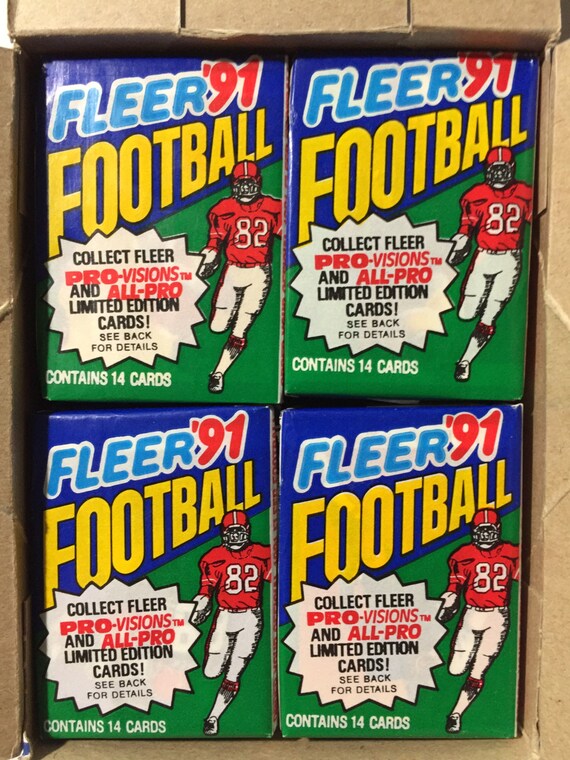 FLEER '91
FOOTBALL
82
COLLECT FLEER
PRO-VISIONS™
AND ALL-PRO
LIMITED EDITION
CARDS!
SEE BACK
FOR DETAILS
CONTAINS 14 CARDS
FLEER '91
FOOTBALL
82
COLLECT FLEER
PRO-VISIONS™
AND ALL-PRO
LIMITED EDITION
CARDS!
SEE BACK
FOR DETAILS
CONTAINS 14 CARDS
FLEER '91
FOOTBALL
82
COLLECT FLEER
PRO-VISIONS™
AND ALL-PRO
LIMITED EDITION
CARDS!
SEE BACK
FOR DETAILS
CONTAINS 14 CARDS
FLEER '91
FOOTBALL
82
COLLECT FLEER
PRO-VISIONS™
AND ALL-PRO
LIMITED EDITION
CARDS!
SEE BACK
FOR DETAILS
CONTAINS 14 CARDS